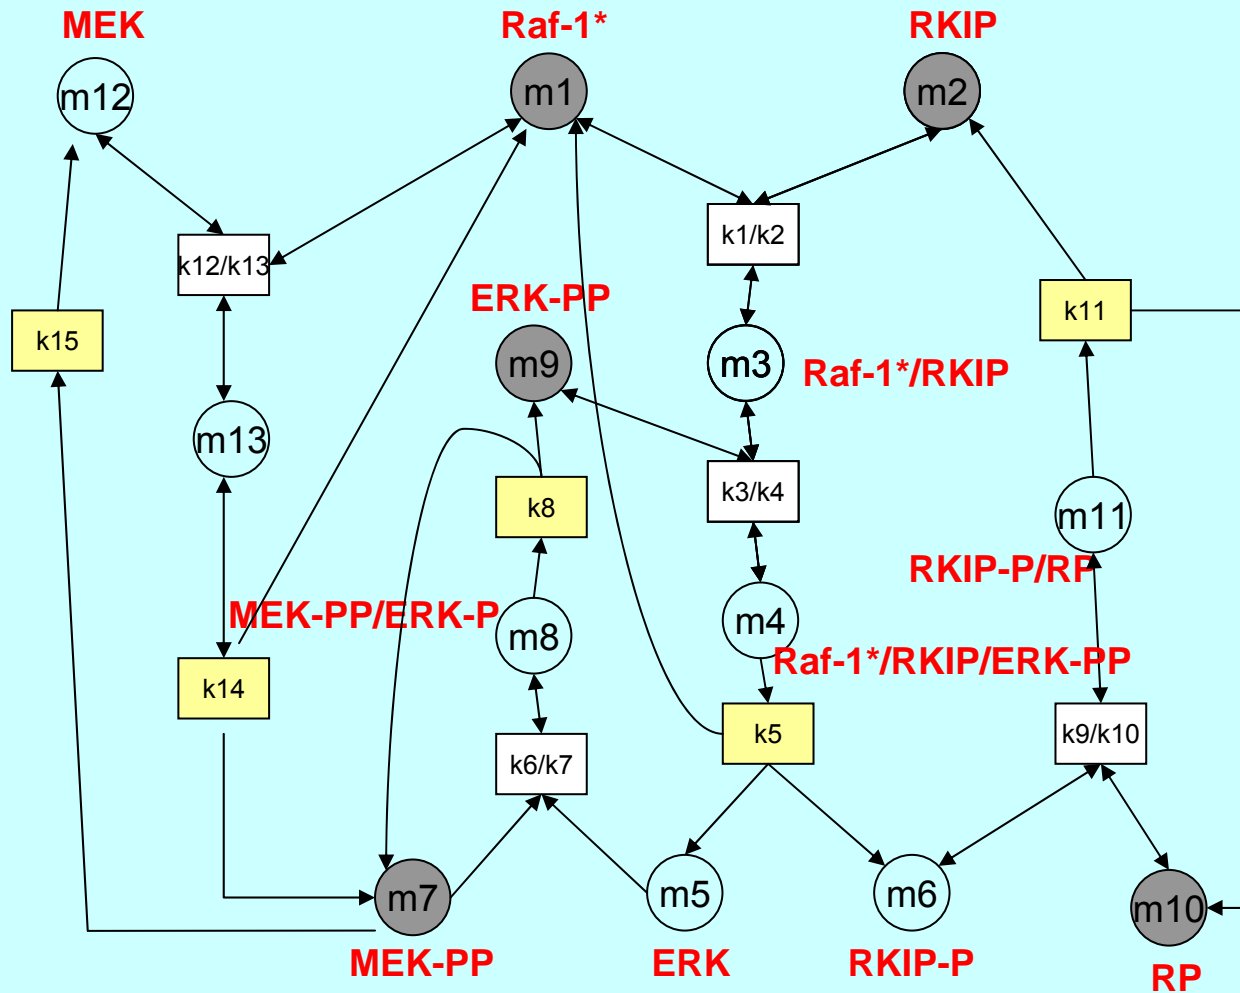 MEK
Raf-1*
RKIP
m12
m1
m2
k12/k13
k1/k2
k15
ERK-PP
k11
m9
m3
Raf-1*/RKIP
m13
k8
k3/k4
m11
RKIP-P/RP
MEK-PP/ERK-P
m8
m4
Raf-1*/RKIP/ERK-PP
k14
k5
k9/k10
k6/k7
m7
m5
m6
m10
MEK-PP
ERK
RKIP-P
RP